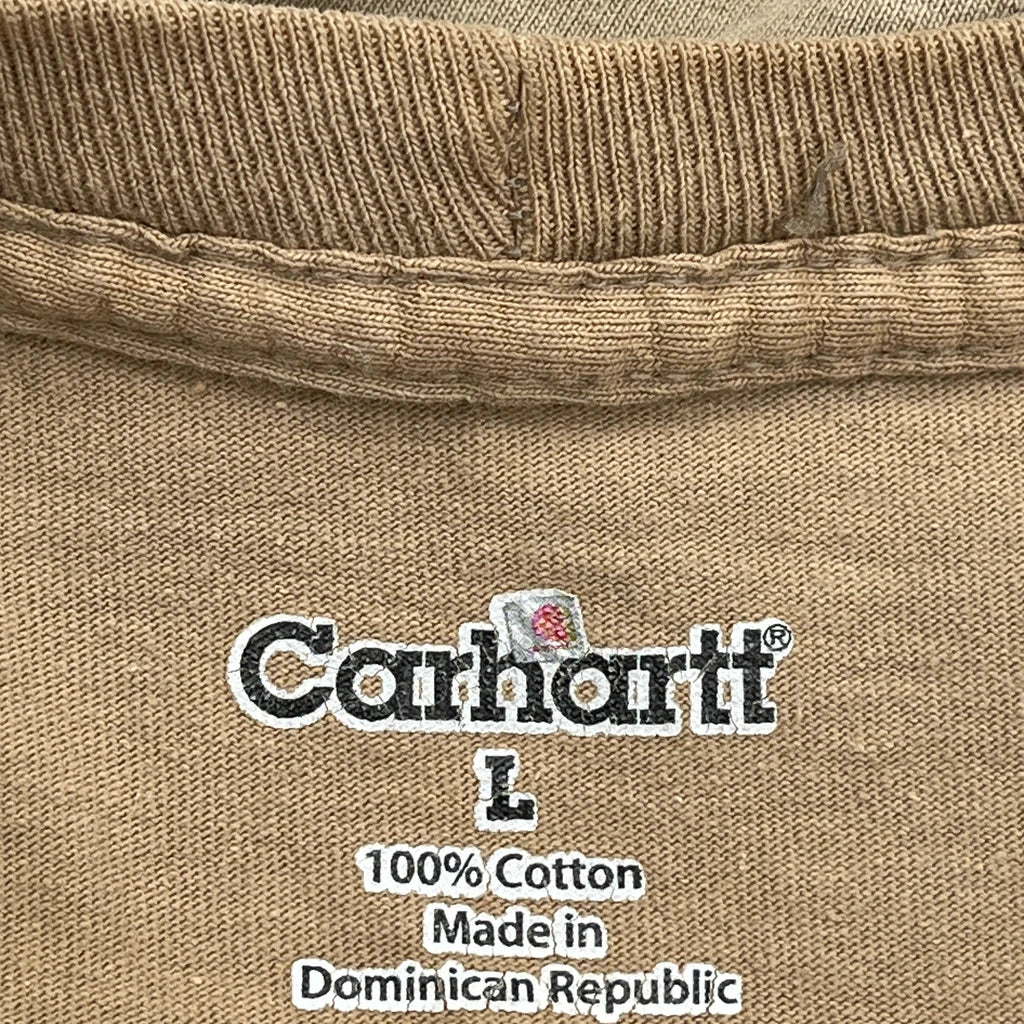 Carhartt®
L
100% Cotton
Made in
Dominican Republic